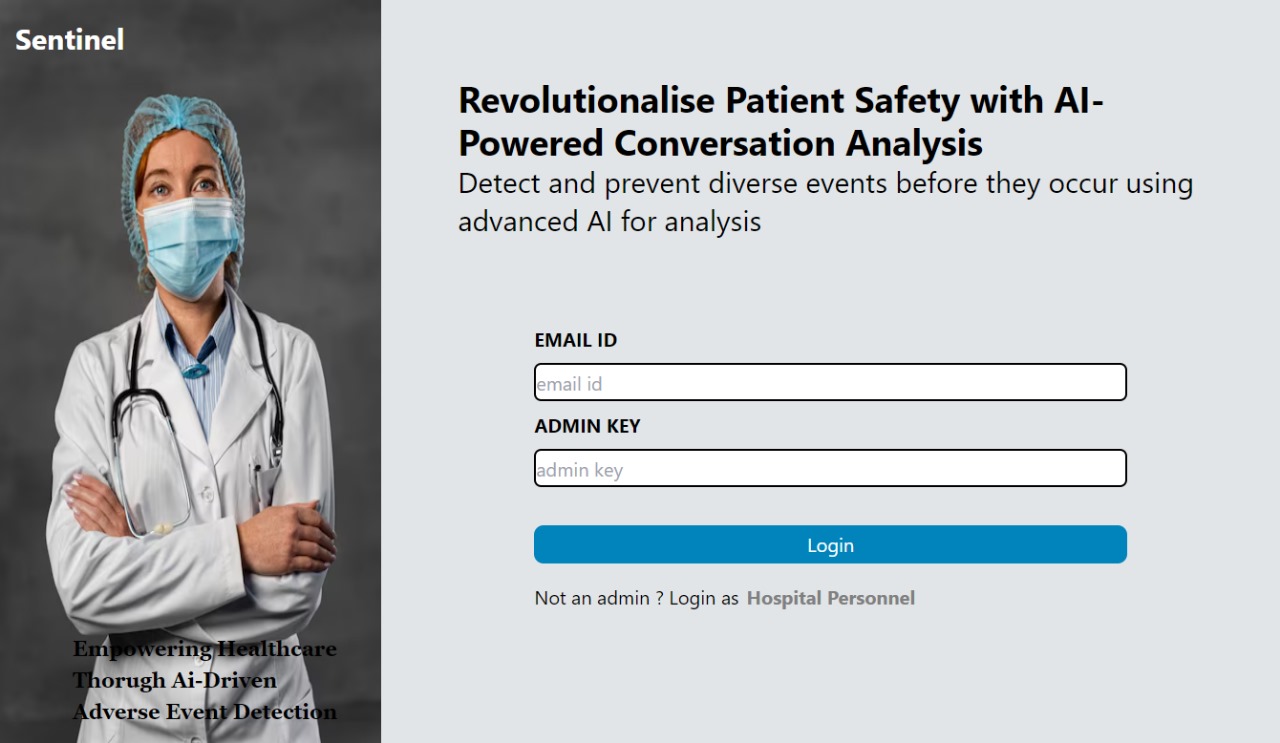 Sentinel
Revolutionalise Patient Safety with AI-
Powered Conversation Analysis
Detect and prevent diverse events before they occur using
advanced AI for analysis
EMAIL ID
email id
ADMIN KEY
admin key
Login
Not an admin ? Login as Hospital Personnel
Empowering Healthcare
Thorugh Ai-Driven
Adverse Event Detection